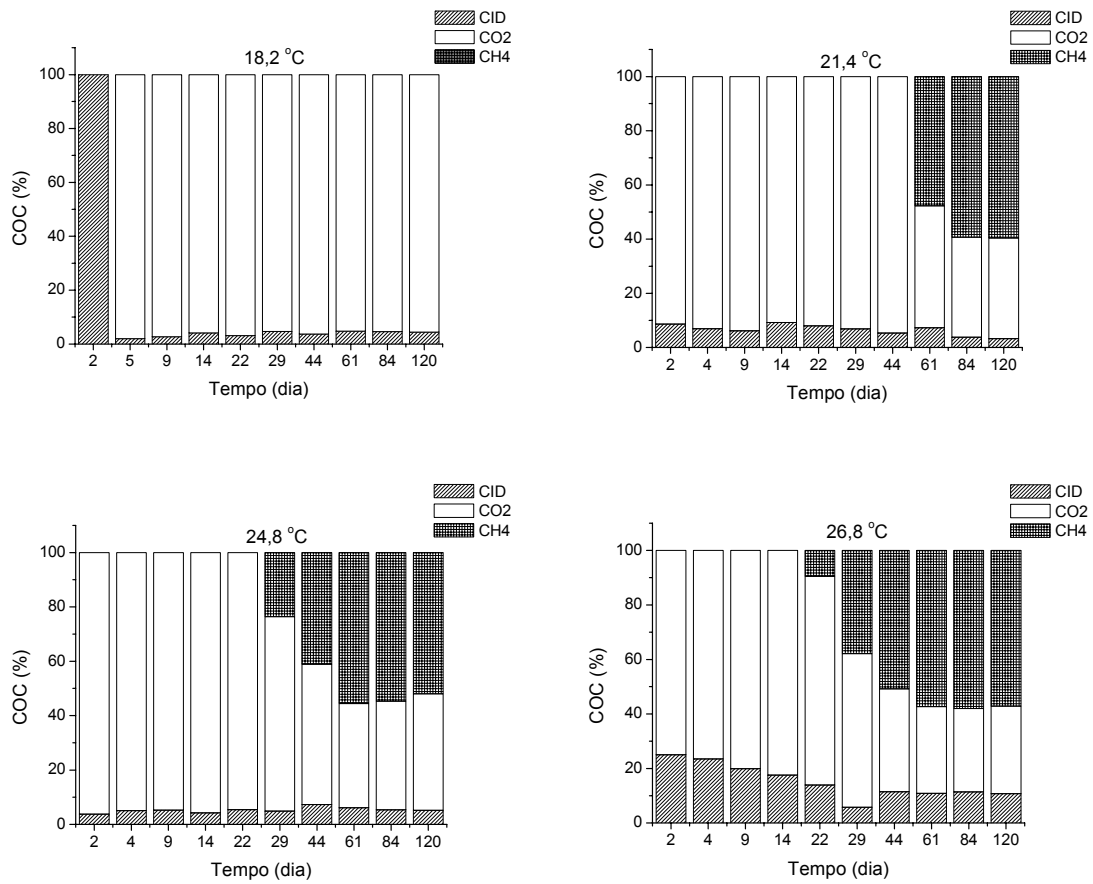 CID
CO2
CH4
18,2 °C
100
80
60
40
20
0
COC (%)
2 5 9 14 22 29 44 61 84 120
Tempo (dia)
CID
CO2
CH4
21,4 °C
100
80
60
40
20
0
COC (%)
2 4 9 14 22 29 44 61 84 120
Tempo (dia)
CID
CO2
CH4
24,8 °C
100
80
60
40
20
0
COC (%)
2 4 9 14 22 29 44 61 84 120
Tempo (dia)
CID
CO2
CH4
26,8 °C
100
80
60
40
20
0
COC (%)
2 4 9 14 22 29 44 61 84 120
Tempo (dia)